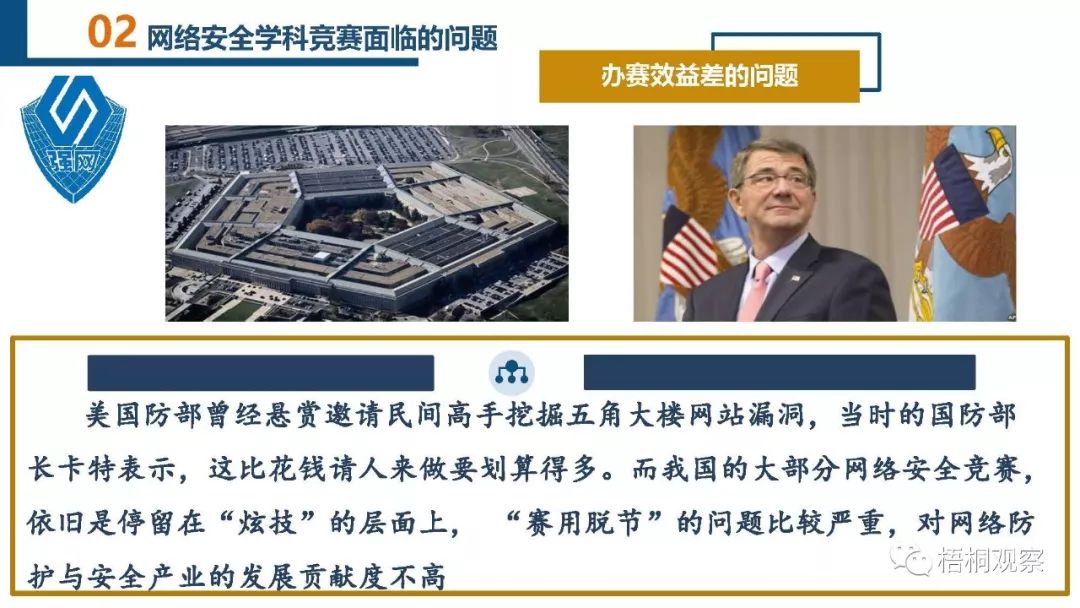 02 网络安全学科竞赛面临的问题
办赛效益差的问题
强网
美国防部曾经悬赏邀请民间高手挖掘五角大楼网站漏洞，当时的国防部
长卡特表示，这比花钱请人来做要划算得多。而我国的大部分网络安全竞赛，
依旧是停留在“炫技”的层面上， “赛用脱节”的问题比较严重，对网络防
护与安全产业的发展贡献度不高
梧桐观察